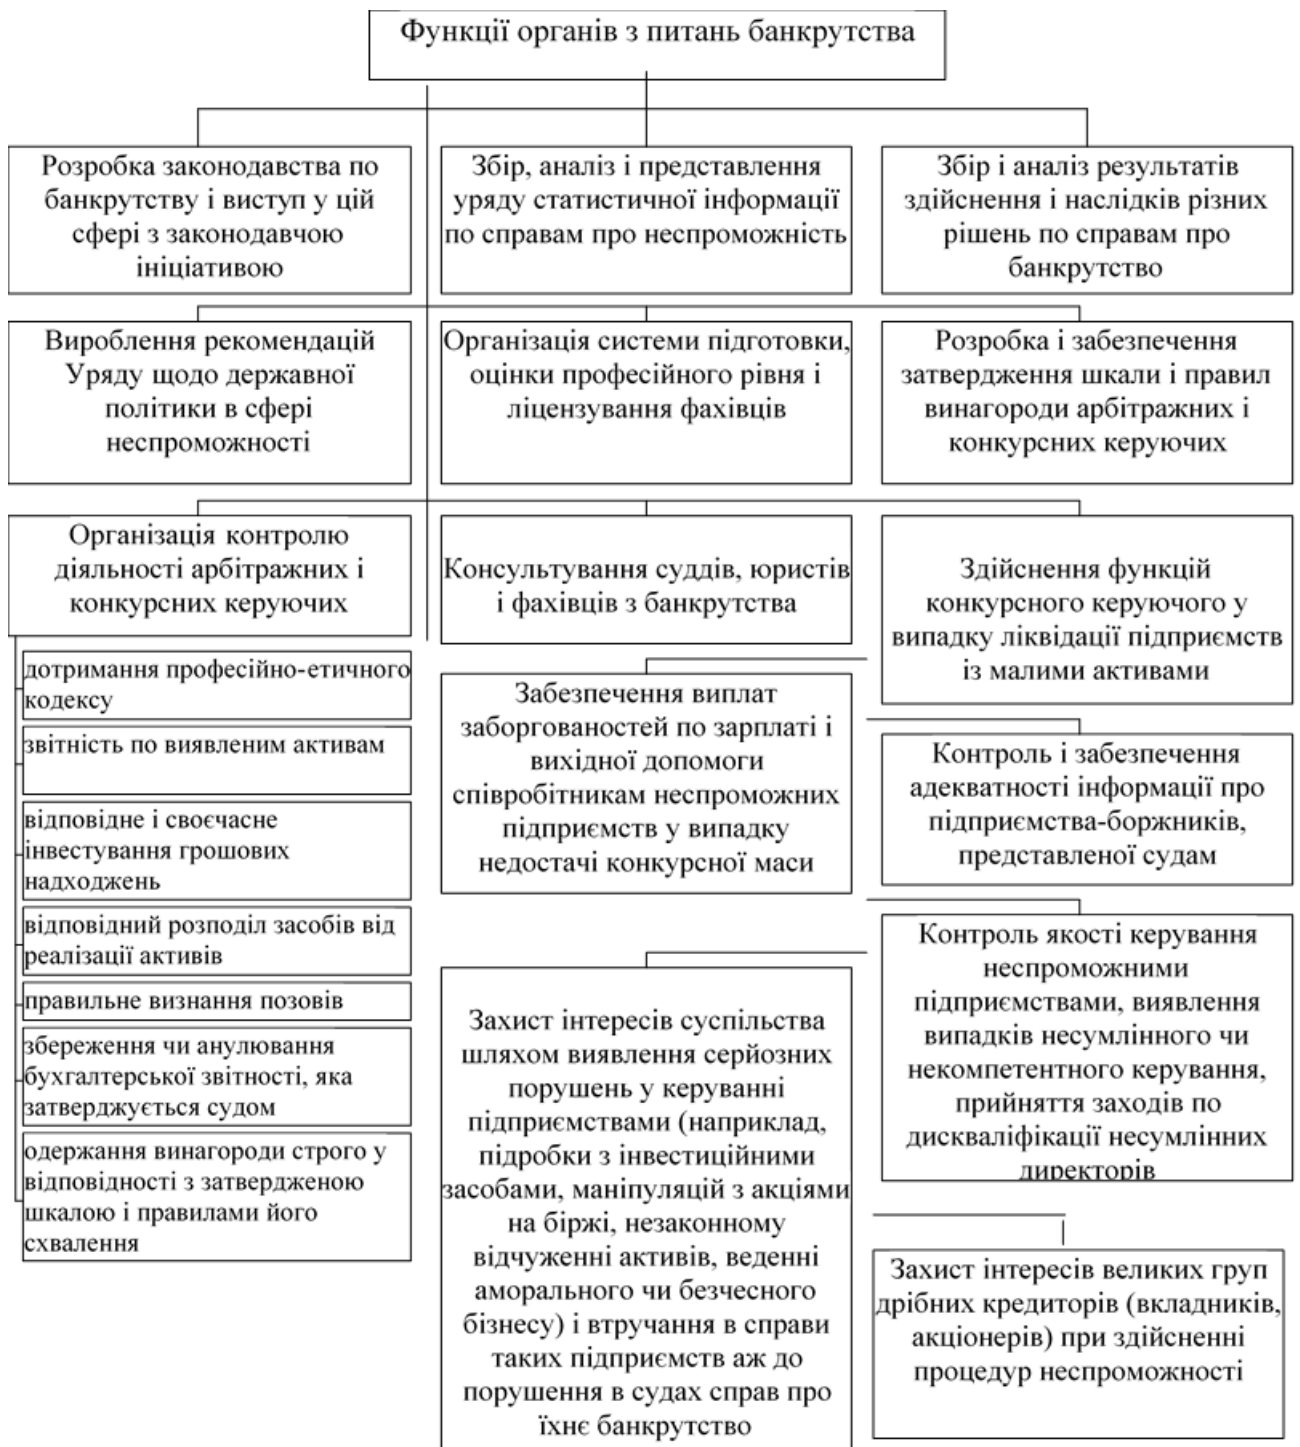 Функції органів з питань банкрутства
Розробка законодавства по
банкрутству і виступ у цій
сфері з законодавчою
ініціативою
Збір, аналіз і представлення
уряду статистичної інформації
по справам про неспроможність
Збір і аналіз результатів
здійснення і наслідків різних
рішень по справам про
банкрутство
Вироблення рекомендацій
Уряду щодо державної
політики в сфері
неспроможності
Організація системи підготовки,
оцінки професійного рівня і
ліцензування фахівців
Розробка і забезпечення
затвердження шкали і правил
винагороди арбітражних і
конкурсних керуючих
Організація контролю
діяльності арбітражних і
конкурсних керуючих
Консультування суддів, юристів
і фахівців з банкрутства
Здійснення функцій
конкурсного керуючого у
випадку ліквідації підприємств
із малими активами
дотримання професійно-етичного
кодексу
звітність по виявленим активам
відповідне і своєчасне
інвестування грошових
надходжень
відповідний розподіл засобів від
реалізації активів
правильне визнання позовів
збереження чи анулювання
бухгалтерської звітності, яка
затверджується судом
одержання винагороди строго у
відповідності з затвердженою
шкалою і правилами його
схвалення
Забезпечення виплат
заборгованостей по зарплаті і
вихідної допомоги
співробітникам неспроможних
підприємств у випадку
недостачі конкурсної маси
Контроль і забезпечення
адекватності інформації про
підприємства-боржників,
представленої судам
Захист інтересів суспільства
шляхом виявлення серйозних
порушень у керуванні
підприємствами (наприклад,
підробки з інвестиційними
засобами, маніпуляцій з акціями
на біржі, незаконному
відчуженні активів, веденні
аморального чи безчесного
бізнесу) і втручання в справи
таких підприємств аж до
порушення в судах справ про
їхнє банкрутство
Контроль якості керування
неспроможними
підприємствами, виявлення
випадків несумлінного чи
некомпетентного керування,
прийняття заходів по
дискваліфікації несумлінних
директорів
Захист інтересів великих груп
дрібних кредиторів (вкладників,
акціонерів) при здійсненні
процедур неспроможності